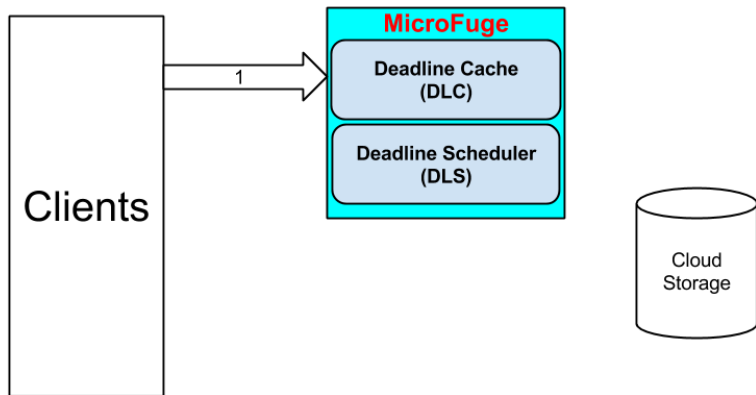 MicroFuge
1
Deadline Cache
(DLC)
Deadline Scheduler
(DLS)
Clients
Cloud
Storage